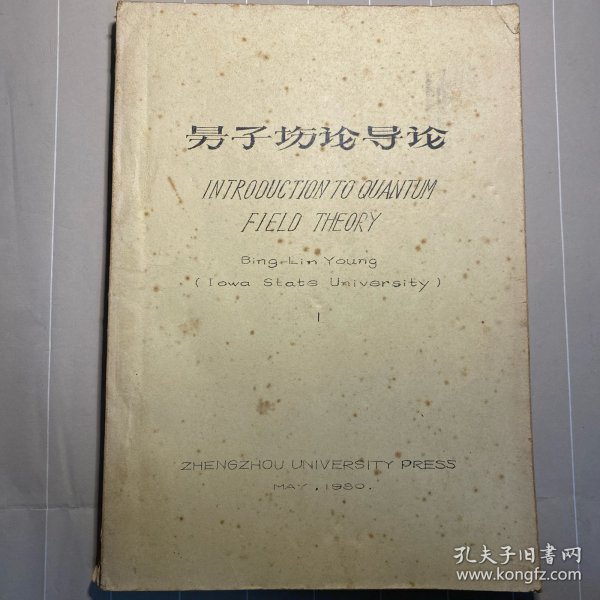 量子场论导论
INTRODUCTION TO QUANTUM
FIELD THEORY
Bing-Lin Young
(Iowa State University)
I
ZHENGZHOU UNIVERSITY PRESS
MAY, 1980.
孔夫子旧书网
www.kongfz.com